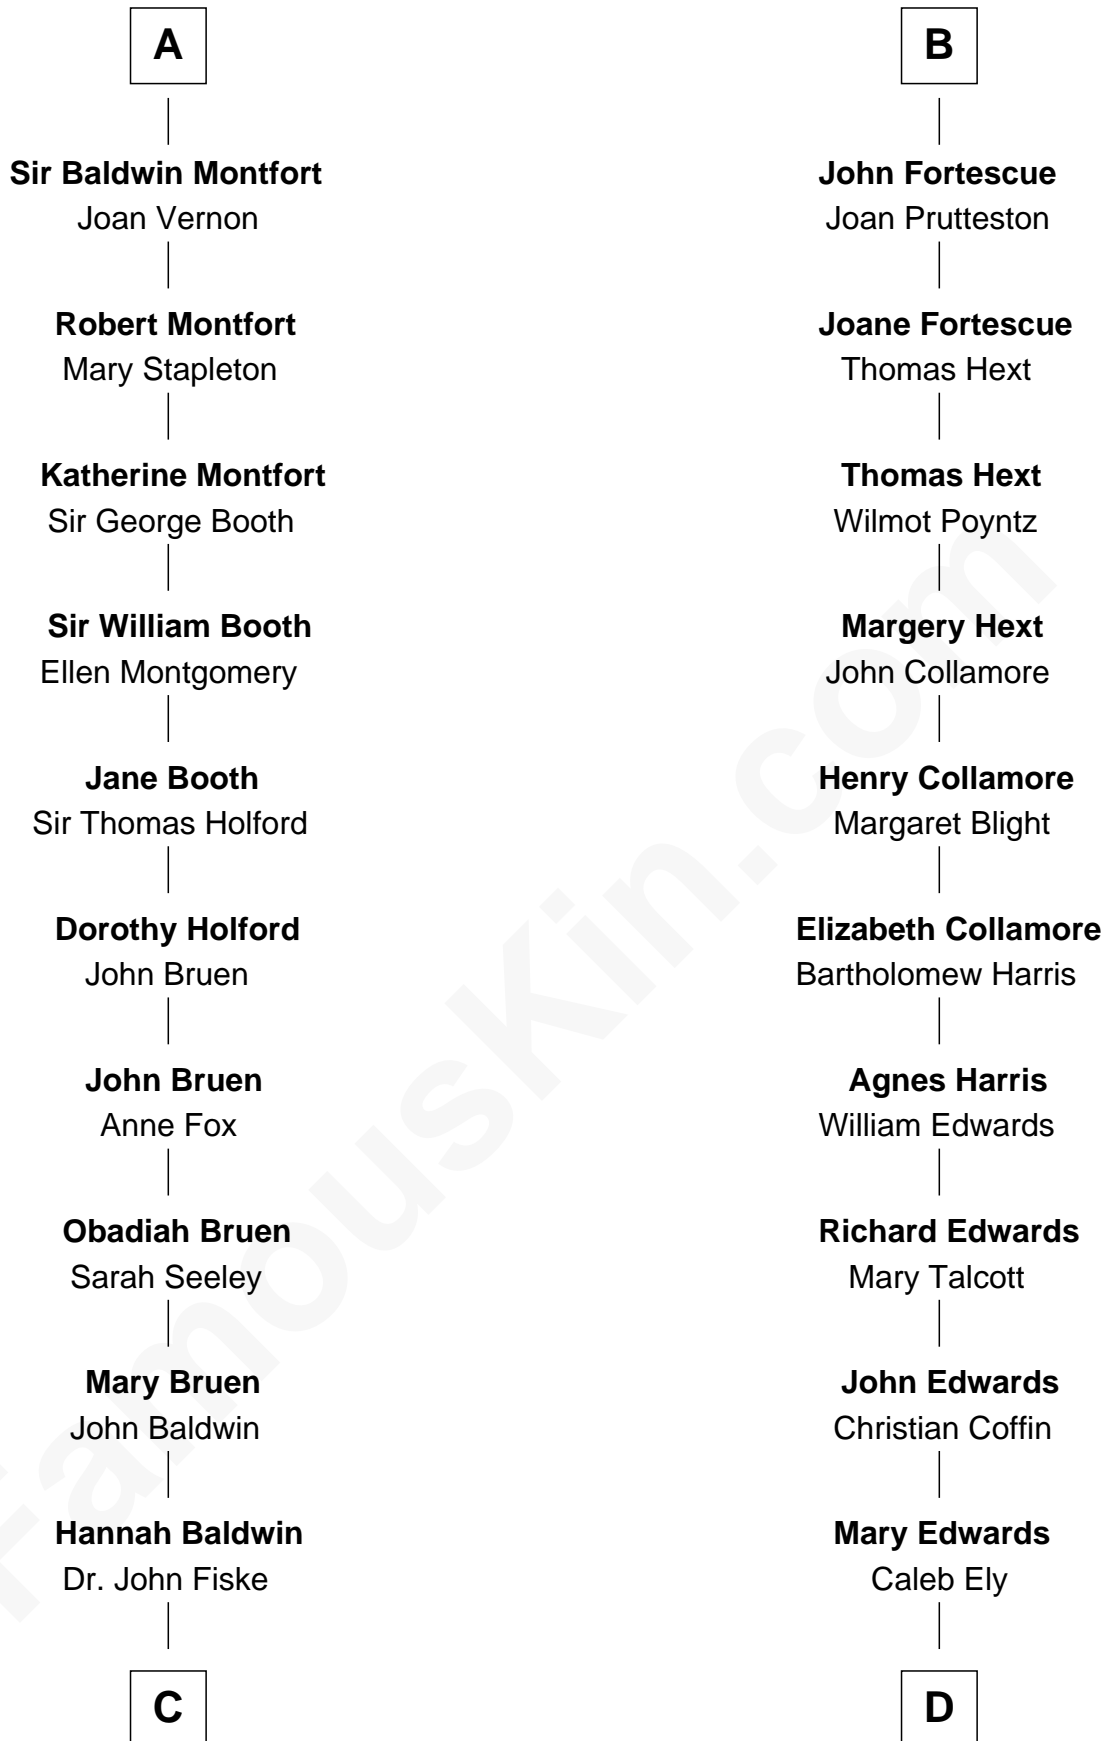 A
Sir Baldwin Montfort
Joan Vernon
Robert Montfort
Mary Stapleton
Katherine Montfort
Sir George Booth
Sir William Booth
Ellen Montgomery
Jane Booth
Sir Thomas Holford
Dorothy Holford
John Bruen
John Bruen
Anne Fox
Obadiah Bruen
Sarah Seeley
Mary Bruen
John Baldwin
Hannah Baldwin
Dr. John Fiske
C
B
John Fortescue
Joan Prutteston
Joane Fortescue
Thomas Hext
Thomas Hext
Wilmot Poyntz
Margery Hext
John Collamore
Henry Collamore
Margaret Blight
Elizabeth Collamore
Bartholomew Harris
Agnes Harris
William Edwards
Richard Edwards
Mary Talcott
John Edwards
Christian Coffin
Mary Edwards
Caleb Ely
D
FamousKin.com